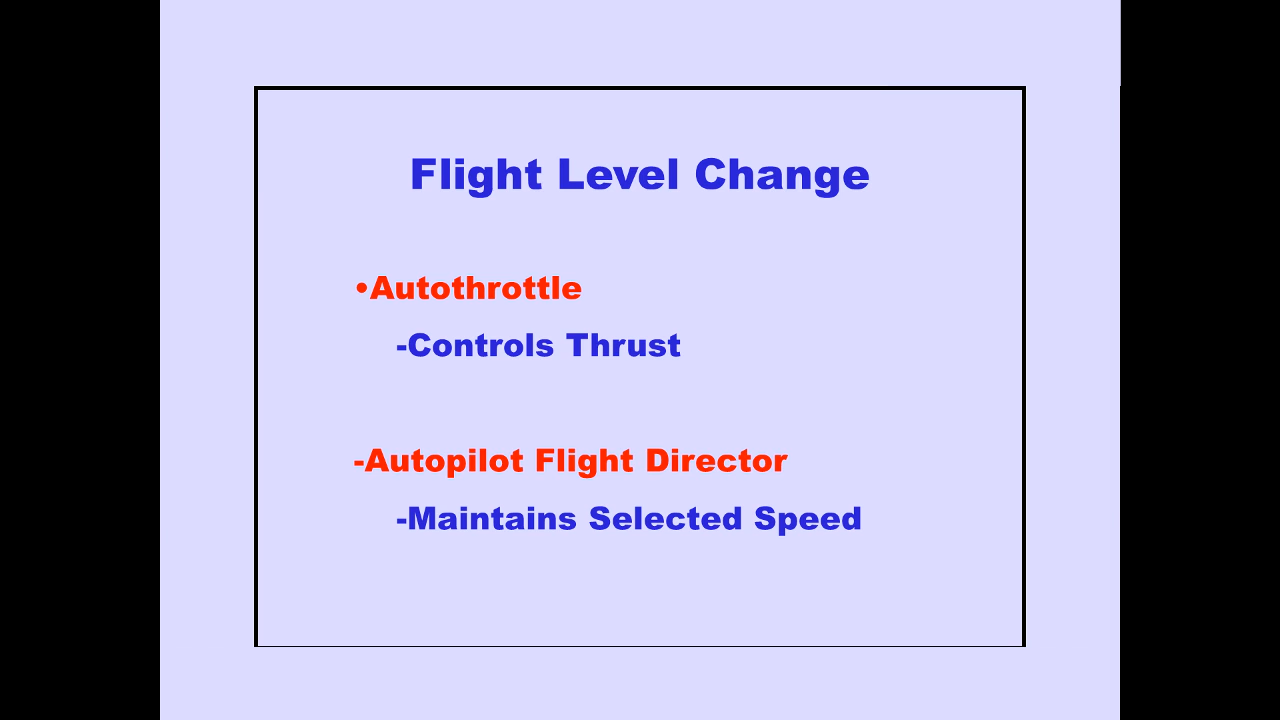 Flight Level Change
•Autothrottle
-Controls Thrust
-Autopilot Flight Director
-Maintains Selected Speed